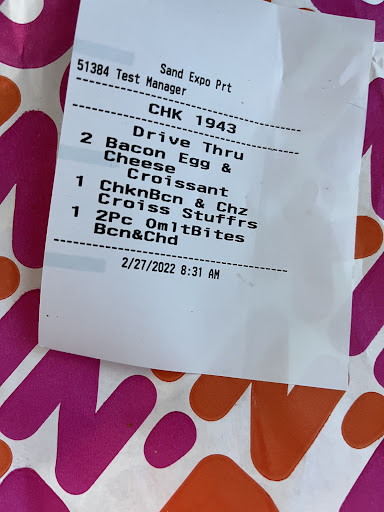 Sand Expo Prt
51384 Test Manager
CHK 1943
Drive Thru
2 Bacon Egg &
Cheese
Croissant
1 ChknBcn & Chz
Croiss Stuffrs
1 2Pc OmltBites
Bcn&Chd
2/27/2022 8:31 AM